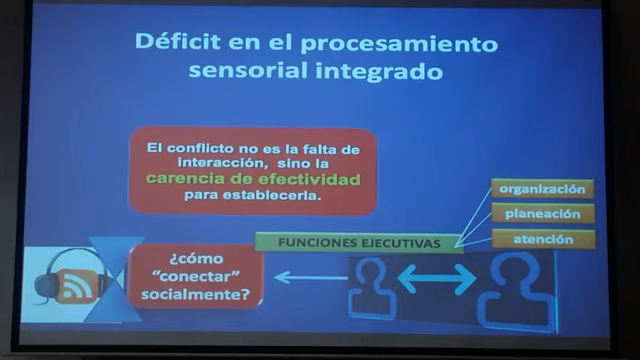 Déficit en el procesamiento
sensorial integrado
El conflicto no es la falta de
interacción, sino la
carencia de efectividad
para establecerla.
organización
planeación
atención
FUNCIONES EJECUTIVAS
¿cómo
“conectar”
socialmente?